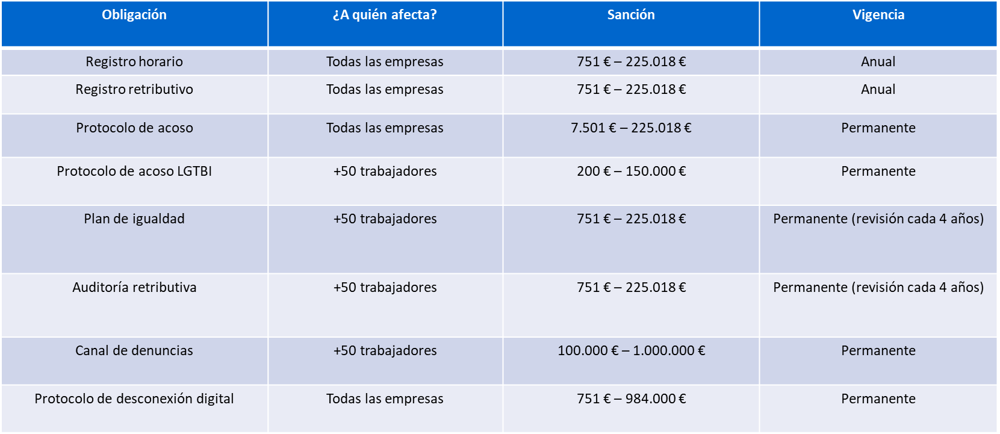 Obligación ¿A quién afecta? Sanción Vigencia
Registro horario Todas las empresas 751 € – 225.018 € Anual
Registro retributivo Todas las empresas 751 € – 225.018 € Anual
Protocolo de acoso Todas las empresas 7.501 € – 225.018 € Permanente
Protocolo de acoso LGTBI +50 trabajadores 200 € – 150.000 € Permanente
Plan de igualdad +50 trabajadores 751 € – 225.018 € Permanente (revisión cada 4 años)
Auditoría retributiva +50 trabajadores 751 € – 225.018 € Permanente (revisión cada 4 años)
Canal de denuncias +50 trabajadores 100.000 € – 1.000.000 € Permanente
Protocolo de desconexión digital Todas las empresas 751 € – 984.000 € Permanente